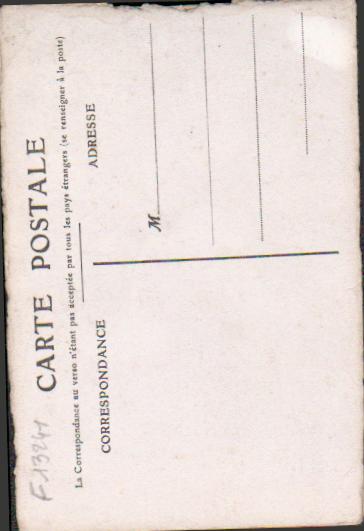 CARTE POSTALE
La Correspondance au verso n'étant pas acceptée par tous les pays étrangers (se renseigner à la poste)
CORRESPONDANCE
ADRESSE
M
F13241